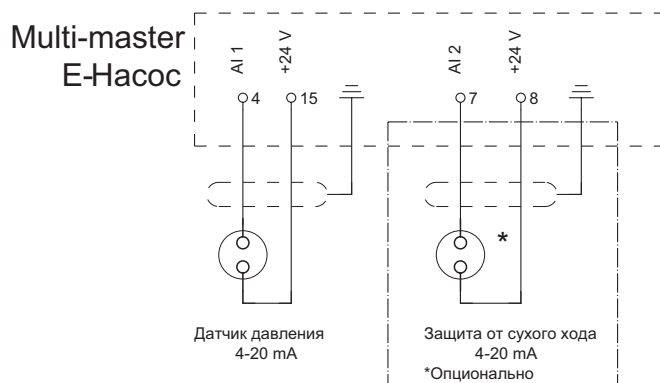 Multi-master
E-Насос
AI 1
+24 V
AI 2
+24 V
4
15
7
8
*
Датчик давления
4-20 mA
Защита от сухого хода
4-20 mA
*Опционально